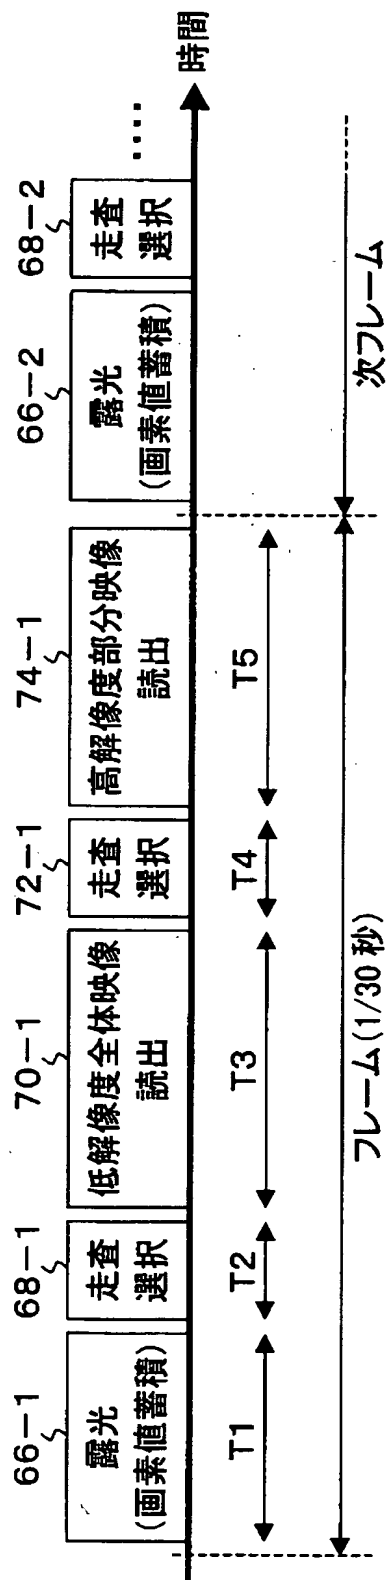 66-1
68-1
70-1
72-1
74-1
66-2
68-2
露光
(画素値蓄積)
走査
選択
低解像度全体映像
読出
走査
選択
高解像度部分映像
読出
露光
(画素値蓄積)
走査
選択
････
時間
T1
T2
T3
T4
T5
フレーム(1/30 秒)
次フレーム